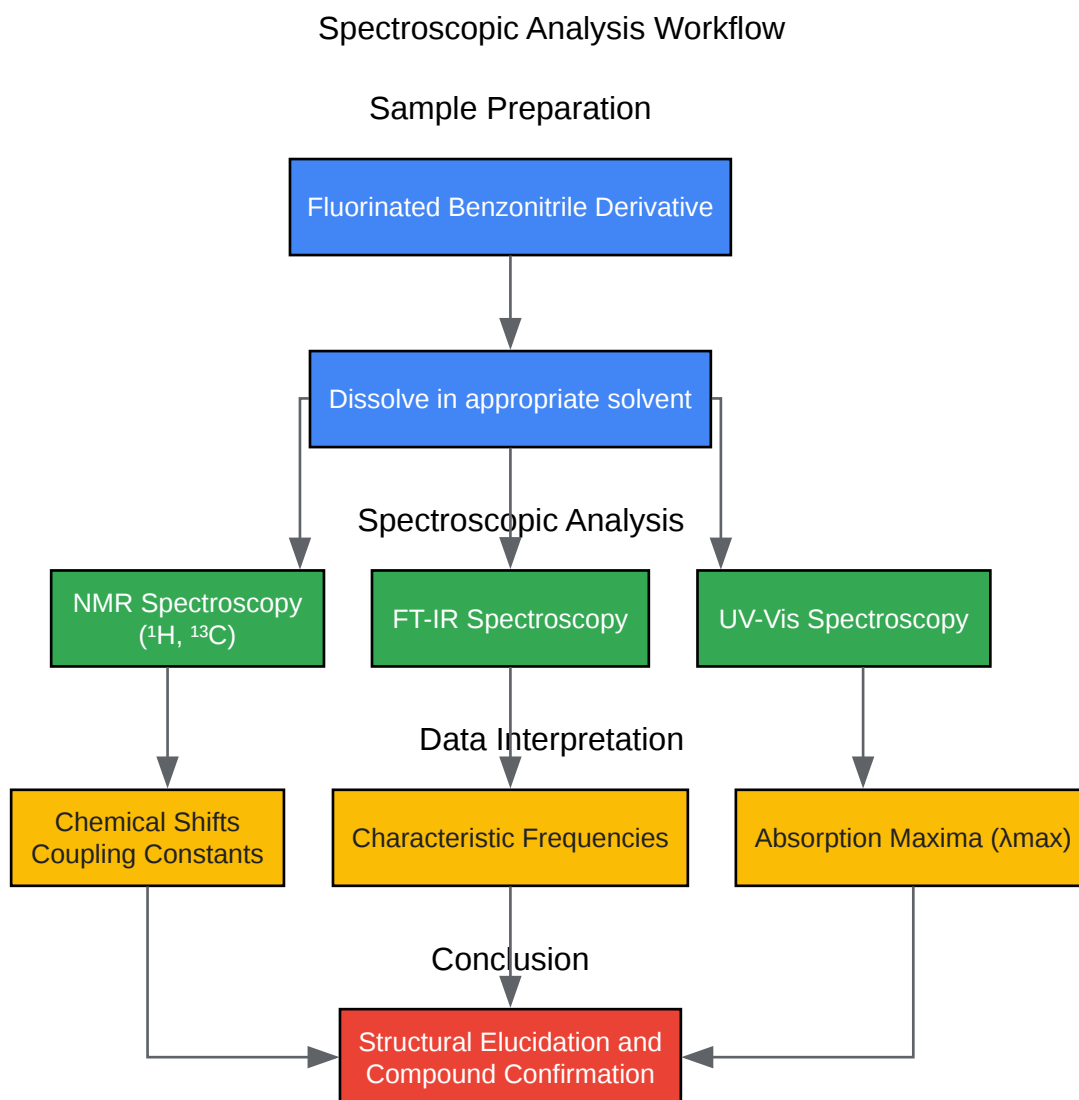 Spectroscopic Analysis Workflow
Sample Preparation
Fluorinated Benzonitrile Derivative
Dissolve in appropriate solvent
Spectroscopic Analysis
NMR Spectroscopy
(¹H, ¹³C)
FT-IR Spectroscopy
UV-Vis Spectroscopy
Data Interpretation
Chemical Shifts
Coupling Constants
Characteristic Frequencies
Absorption Maxima (λmax)
Conclusion
Structural Elucidation and
Compound Confirmation